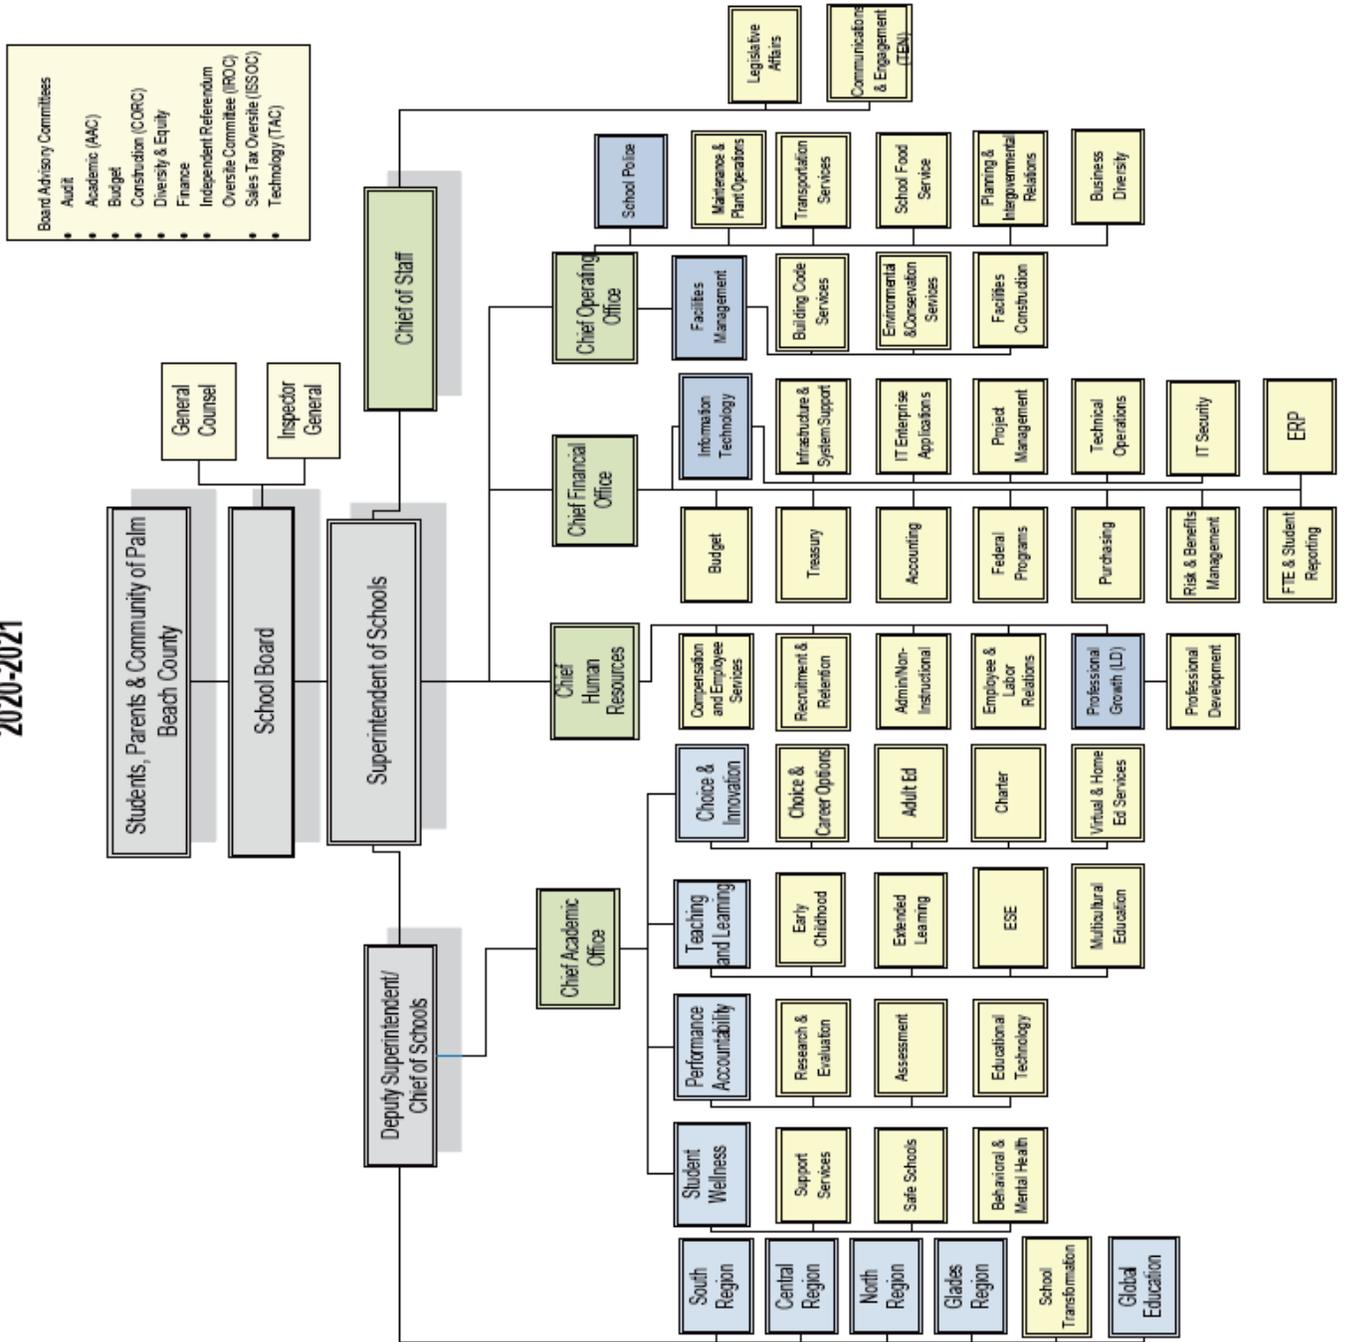 2020-2021
Board Advisory Committees
• Audit
• Academic (AAC)
• Budget
• Construction (CORC)
• Diversity & Equity
• Finance
• Independent Referendum
Oversite Committee (IROC)
• Sales Tax Oversite (ISSOC)
• Technology (TAC)
Students, Parents & Community of Palm
Beach County
School Board
General
Counsel
Inspector
General
Superintendent of Schools
Deputy Superintendent/
Chief of Schools
Chief of Staff
Legislative
Affairs
Communications
& Engagement
(TEN)
Chief Academic
Office
Chief
Human
Resources
Chief Financial
Office
Chief Operating
Office
South
Region
Central
Region
North
Region
Glades
Region
School
Transformation
Global
Education
Student
Wellness
Support
Services
Safe Schools
Behavioral &
Mental Health
Performance
Accountability
Research &
Evaluation
Assessment
Educational
Technology
Teaching
and Learning
Early
Childhood
Extended
Learning
ESE
Multicultural
Education
Choice &
Innovation
Choice &
Career Options
Adult Ed
Charter
Virtual & Home
Ed Services
Compensation
and Employee
Services
Recruitment &
Retention
Admin/Non-
Instructional
Employee &
Labor
Relations
Professional
Growth (LD)
Professional
Development
Budget
Treasury
Accounting
Federal
Programs
Purchasing
Risk & Benefits
Management
FTE & Student
Reporting
Information
Technology
Infrastructure &
System Support
IT Enterprise
Applications
Project
Management
Technical
Operations
IT Security
ERP
Facilities
Management
Building Code
Services
Environmental
&Conservation
Services
Facilities
Construction
School Police
Maintenance &
Plant Operations
Transportation
Services
School Food
Service
Planning &
Intergovernmental
Relations
Business
Diversity